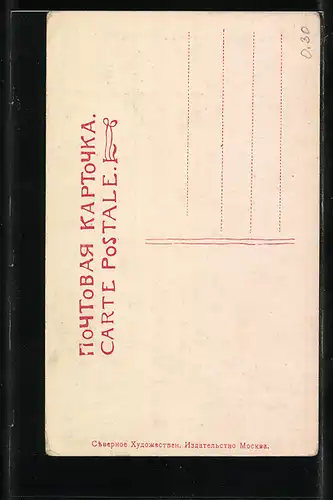 ПОЧТОВАЯ КАРТОЧКА.
CARTE POSTALE.
0.30
Сѣверное Художествен. Издательство Москва.